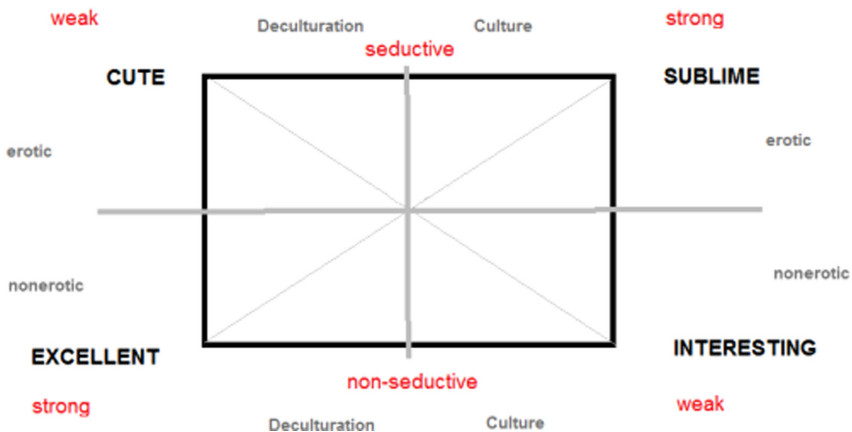 weak
Deculturation
Culture
strong
seductive
CUTE
SUBLIME
erotic
erotic
nonerotic
nonerotic
EXCELLENT
INTERESTING
non-seductive
strong
weak
Deculturation
Culture